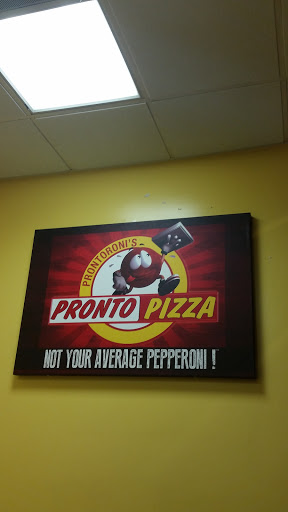 PRONTORONI'S
PRONTO PIZZA
NOT YOUR AVERAGE PEPPERONI !